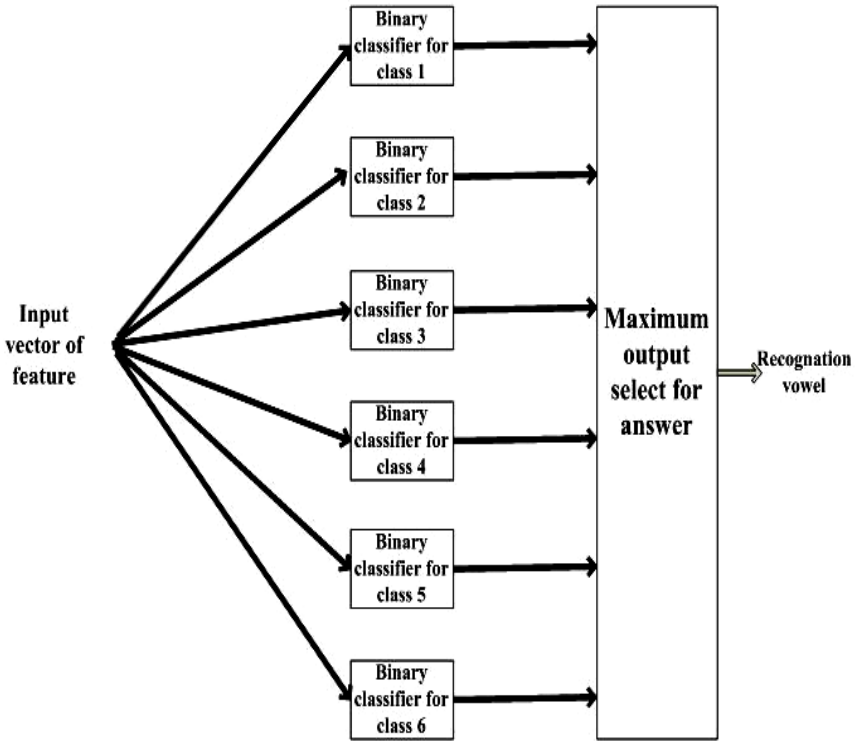 Input
vector of
feature
Binary
classifier for
class 1
Binary
classifier for
class 2
Binary
classifier for
class 3
Binary
classifier for
class 4
Binary
classifier for
class 5
Binary
classifier for
class 6
Maximum
output
select for
answer
Recognation
vowel